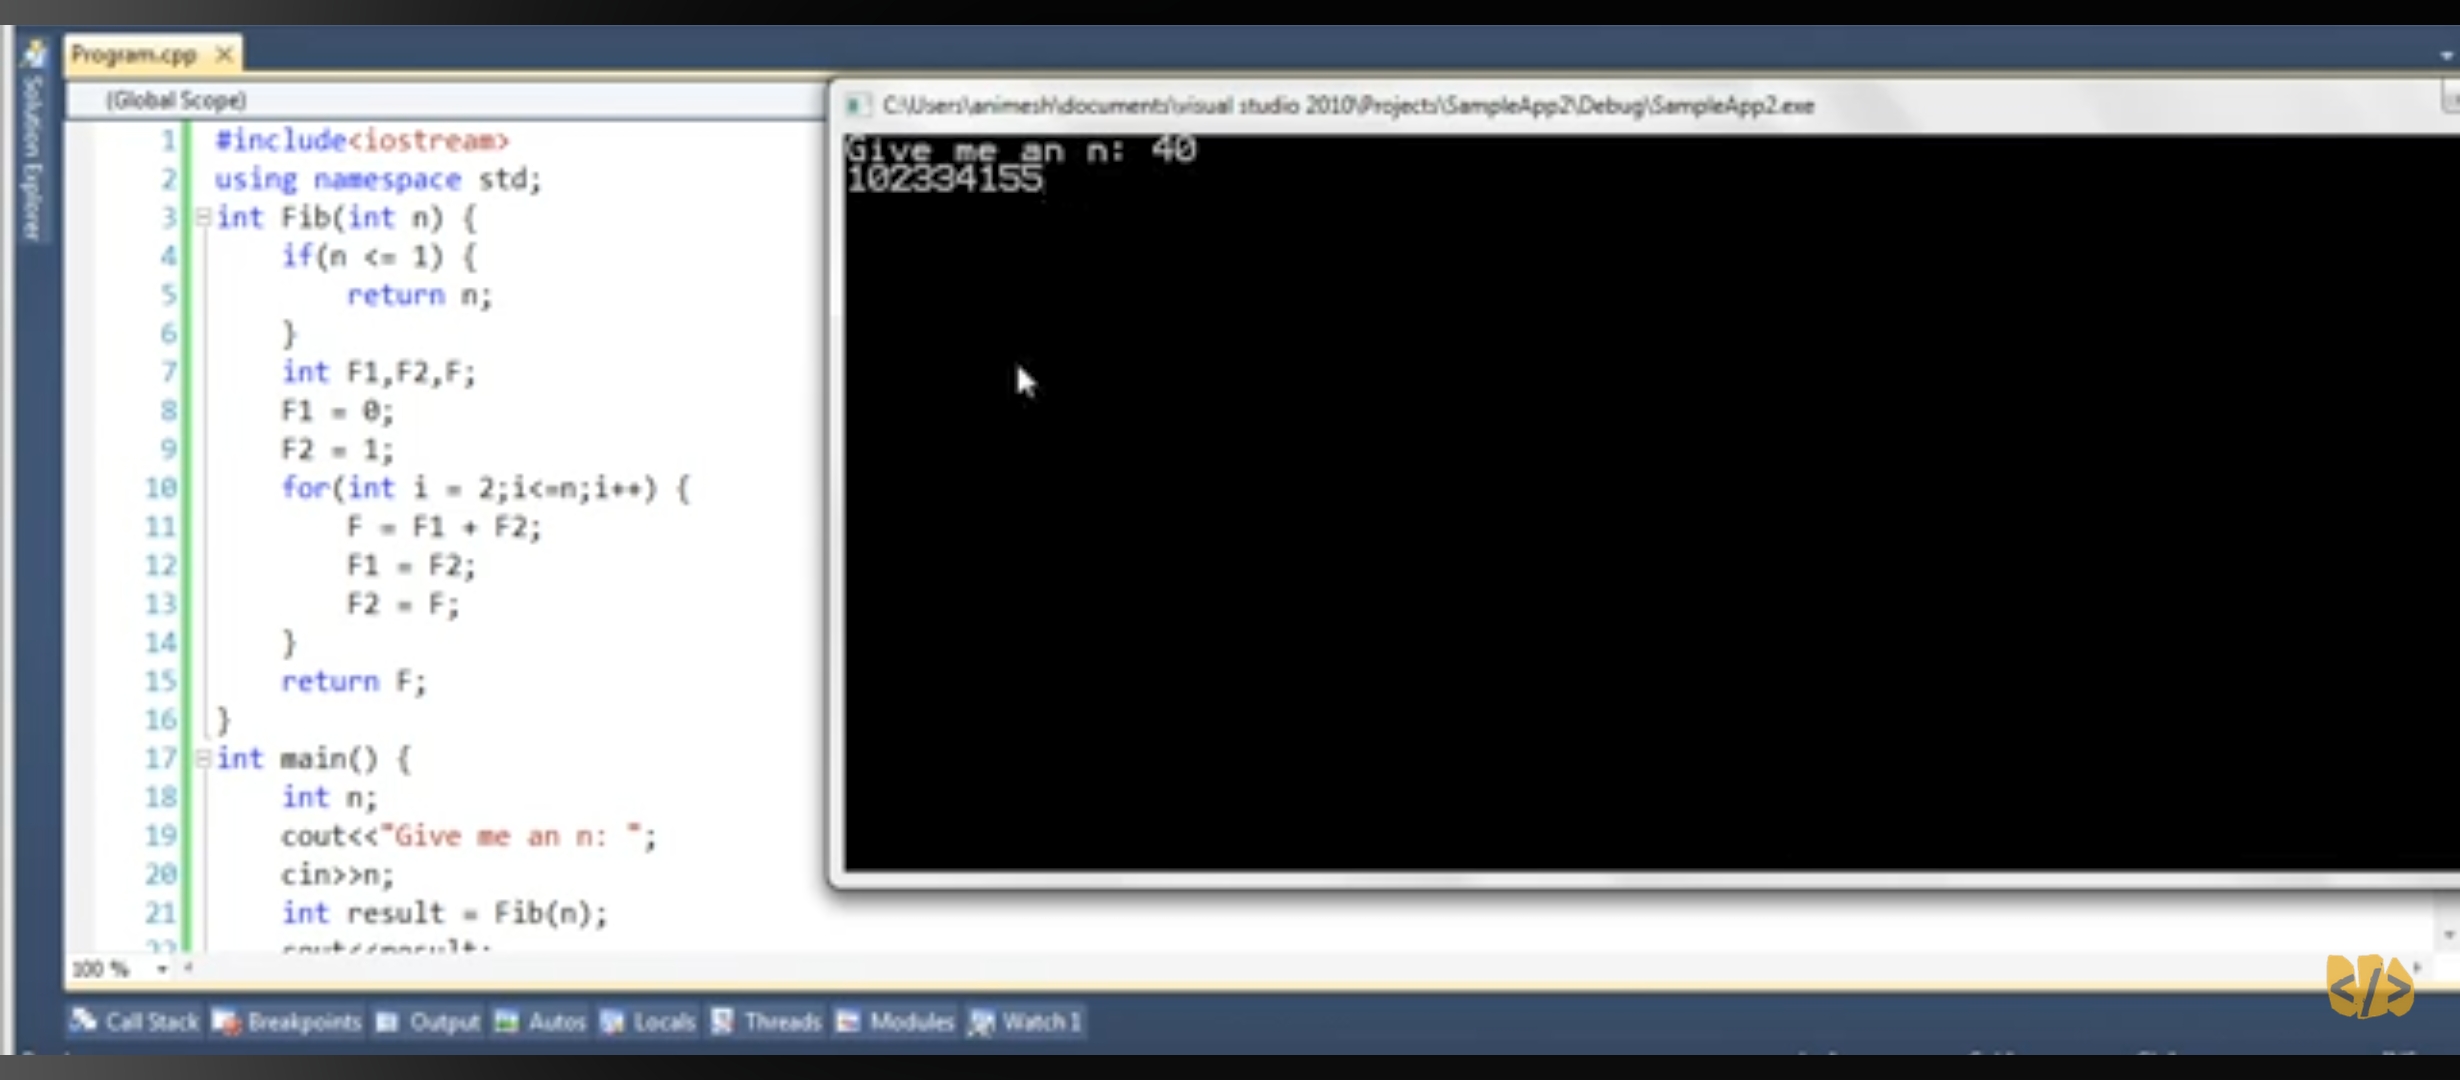 Program.cpp
Solution Explorer
(Global Scope)
1 #include<iostream>
2 using namespace std;
3 int Fib(int n) {
4 if(n <= 1) {
5 return n;
6 }
7 int F1,F2,F;
8 F1 = 0;
9 F2 = 1;
10 for(int i = 2;i<=n;i++) {
11 F = F1 + F2;
12 F1 = F2;
13 F2 = F;
14 }
15 return F;
16 }
17 int main() {
18 int n;
19 cout<<"Give me an n: ";
20 cin>>n;
21 int result = Fib(n);
22 cout<<result;
C:\Users\animesh\documents\visual studio 2010\Projects\SampleApp2\Debug\SampleApp2.exe
Give me an n: 40
102334155
100 %
Call Stack Breakpoints Output Autos Locals Threads Modules Watch 1